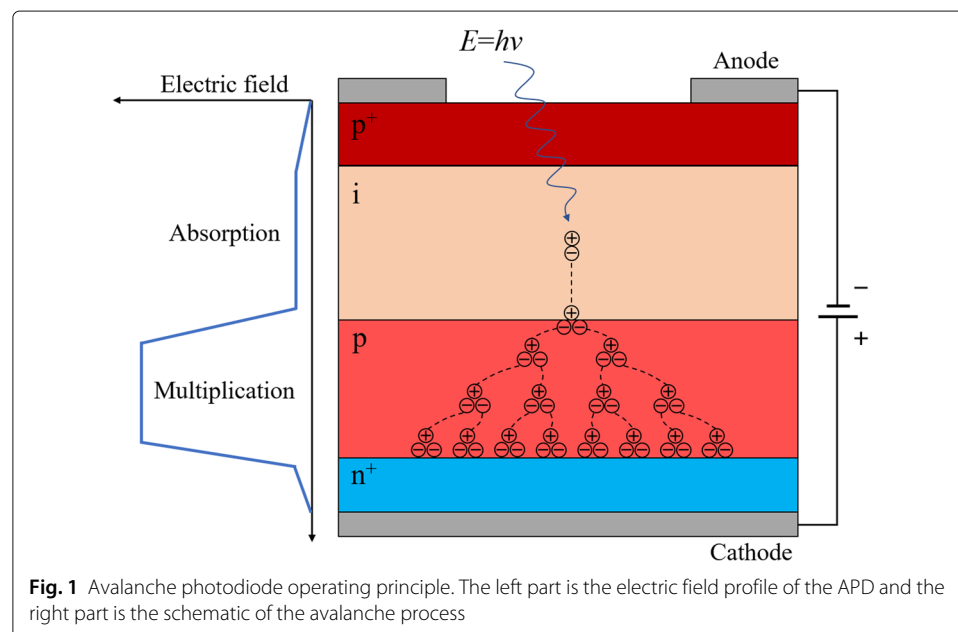 E=hν
Anode
Electric field
p⁺
i
Absorption
−
+
p
Multiplication
n⁺
Cathode
Fig. 1 Avalanche photodiode operating principle. The left part is the electric field profile of the APD and the
right part is the schematic of the avalanche process